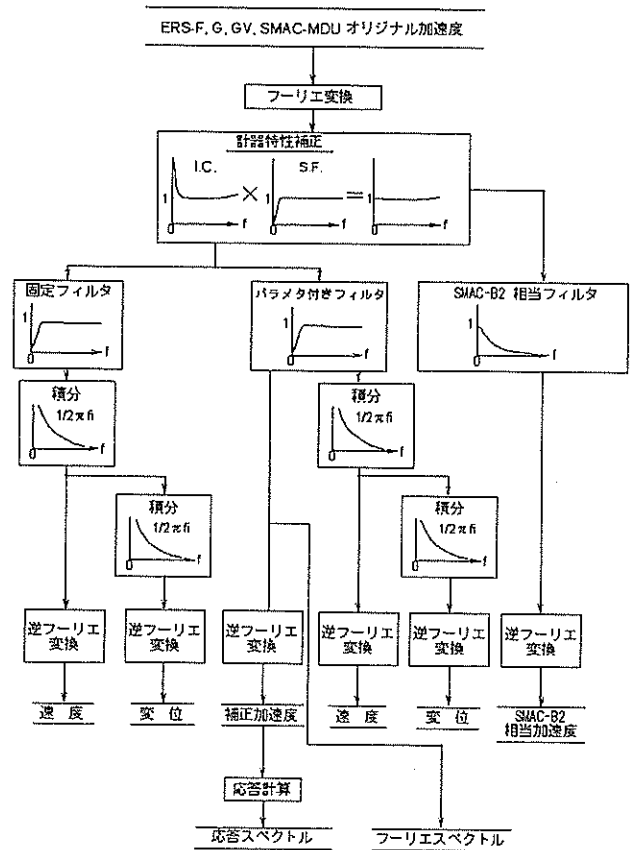 ERS-F, G, GV, SMAC-MDU オリジナル加速度
フーリエ変換
計器特性補正
I.C.
S.F.
1
×
1
=
1
0
f
0
f
0
f
固定フィルタ
1
0
f
パラメタ付きフィルタ
1
0
f
SMAC-B2 相当フィルタ
1
0
f
積分
1/2πfi
0
f
積分
1/2πfi
0
f
積分
1/2πfi
0
f
積分
1/2πfi
0
f
逆フーリエ
変換
逆フーリエ
変換
逆フーリエ
変換
逆フーリエ
変換
逆フーリエ
変換
逆フーリエ
変換
速度
変位
補正加速度
速度
変位
SMAC-B2
相当加速度
応答計算
応答スペクトル
フーリエスペクトル